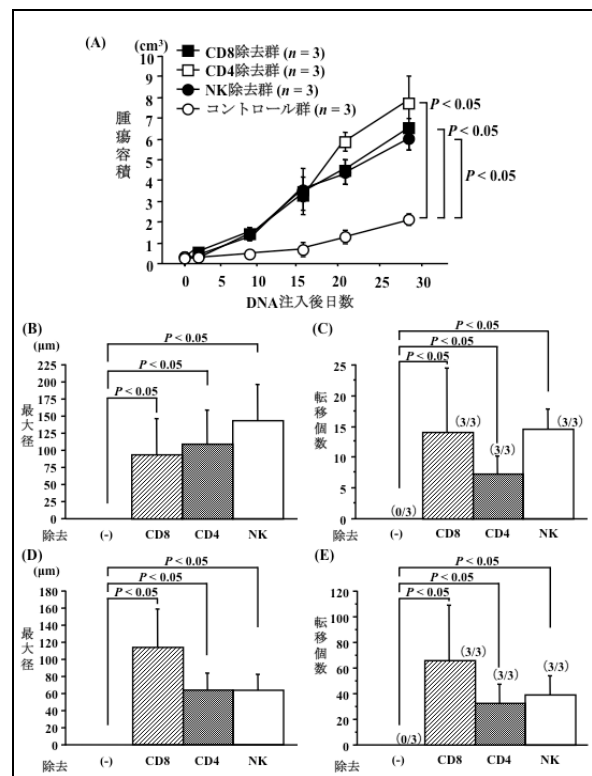 (A)
(cm³)
CD8除去群 (n = 3)
CD4除去群 (n = 3)
NK除去群 (n = 3)
コントロール群 (n = 3)
腫瘍容積
10
9
8
7
6
5
4
3
2
1
0
P < 0.05
P < 0.05
P < 0.05
0 5 10 15 20 25 30
DNA注入後日数
(B)
(μm)
P < 0.05
P < 0.05
P < 0.05
最大径
225
200
175
150
125
100
75
50
25
0
除去 (-) CD8 CD4 NK
(C)
P < 0.05
P < 0.05
P < 0.05
転移個数
25
20
15
10
5
0
(0/3) (3/3) (3/3) (3/3)
除去 (-) CD8 CD4 NK
(D)
(μm)
P < 0.05
P < 0.05
P < 0.05
最大径
180
160
140
120
100
80
60
40
20
0
除去 (-) CD8 CD4 NK
(E)
P < 0.05
P < 0.05
P < 0.05
転移個数
120
100
80
60
40
20
0
(0/3) (3/3) (3/3) (3/3)
除去 (-) CD8 CD4 NK